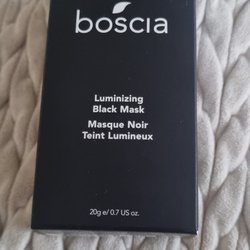 boscia
Luminizing
Black Mask
Masque Noir
Teint Lumineux
20g e/ 0.7 US oz.